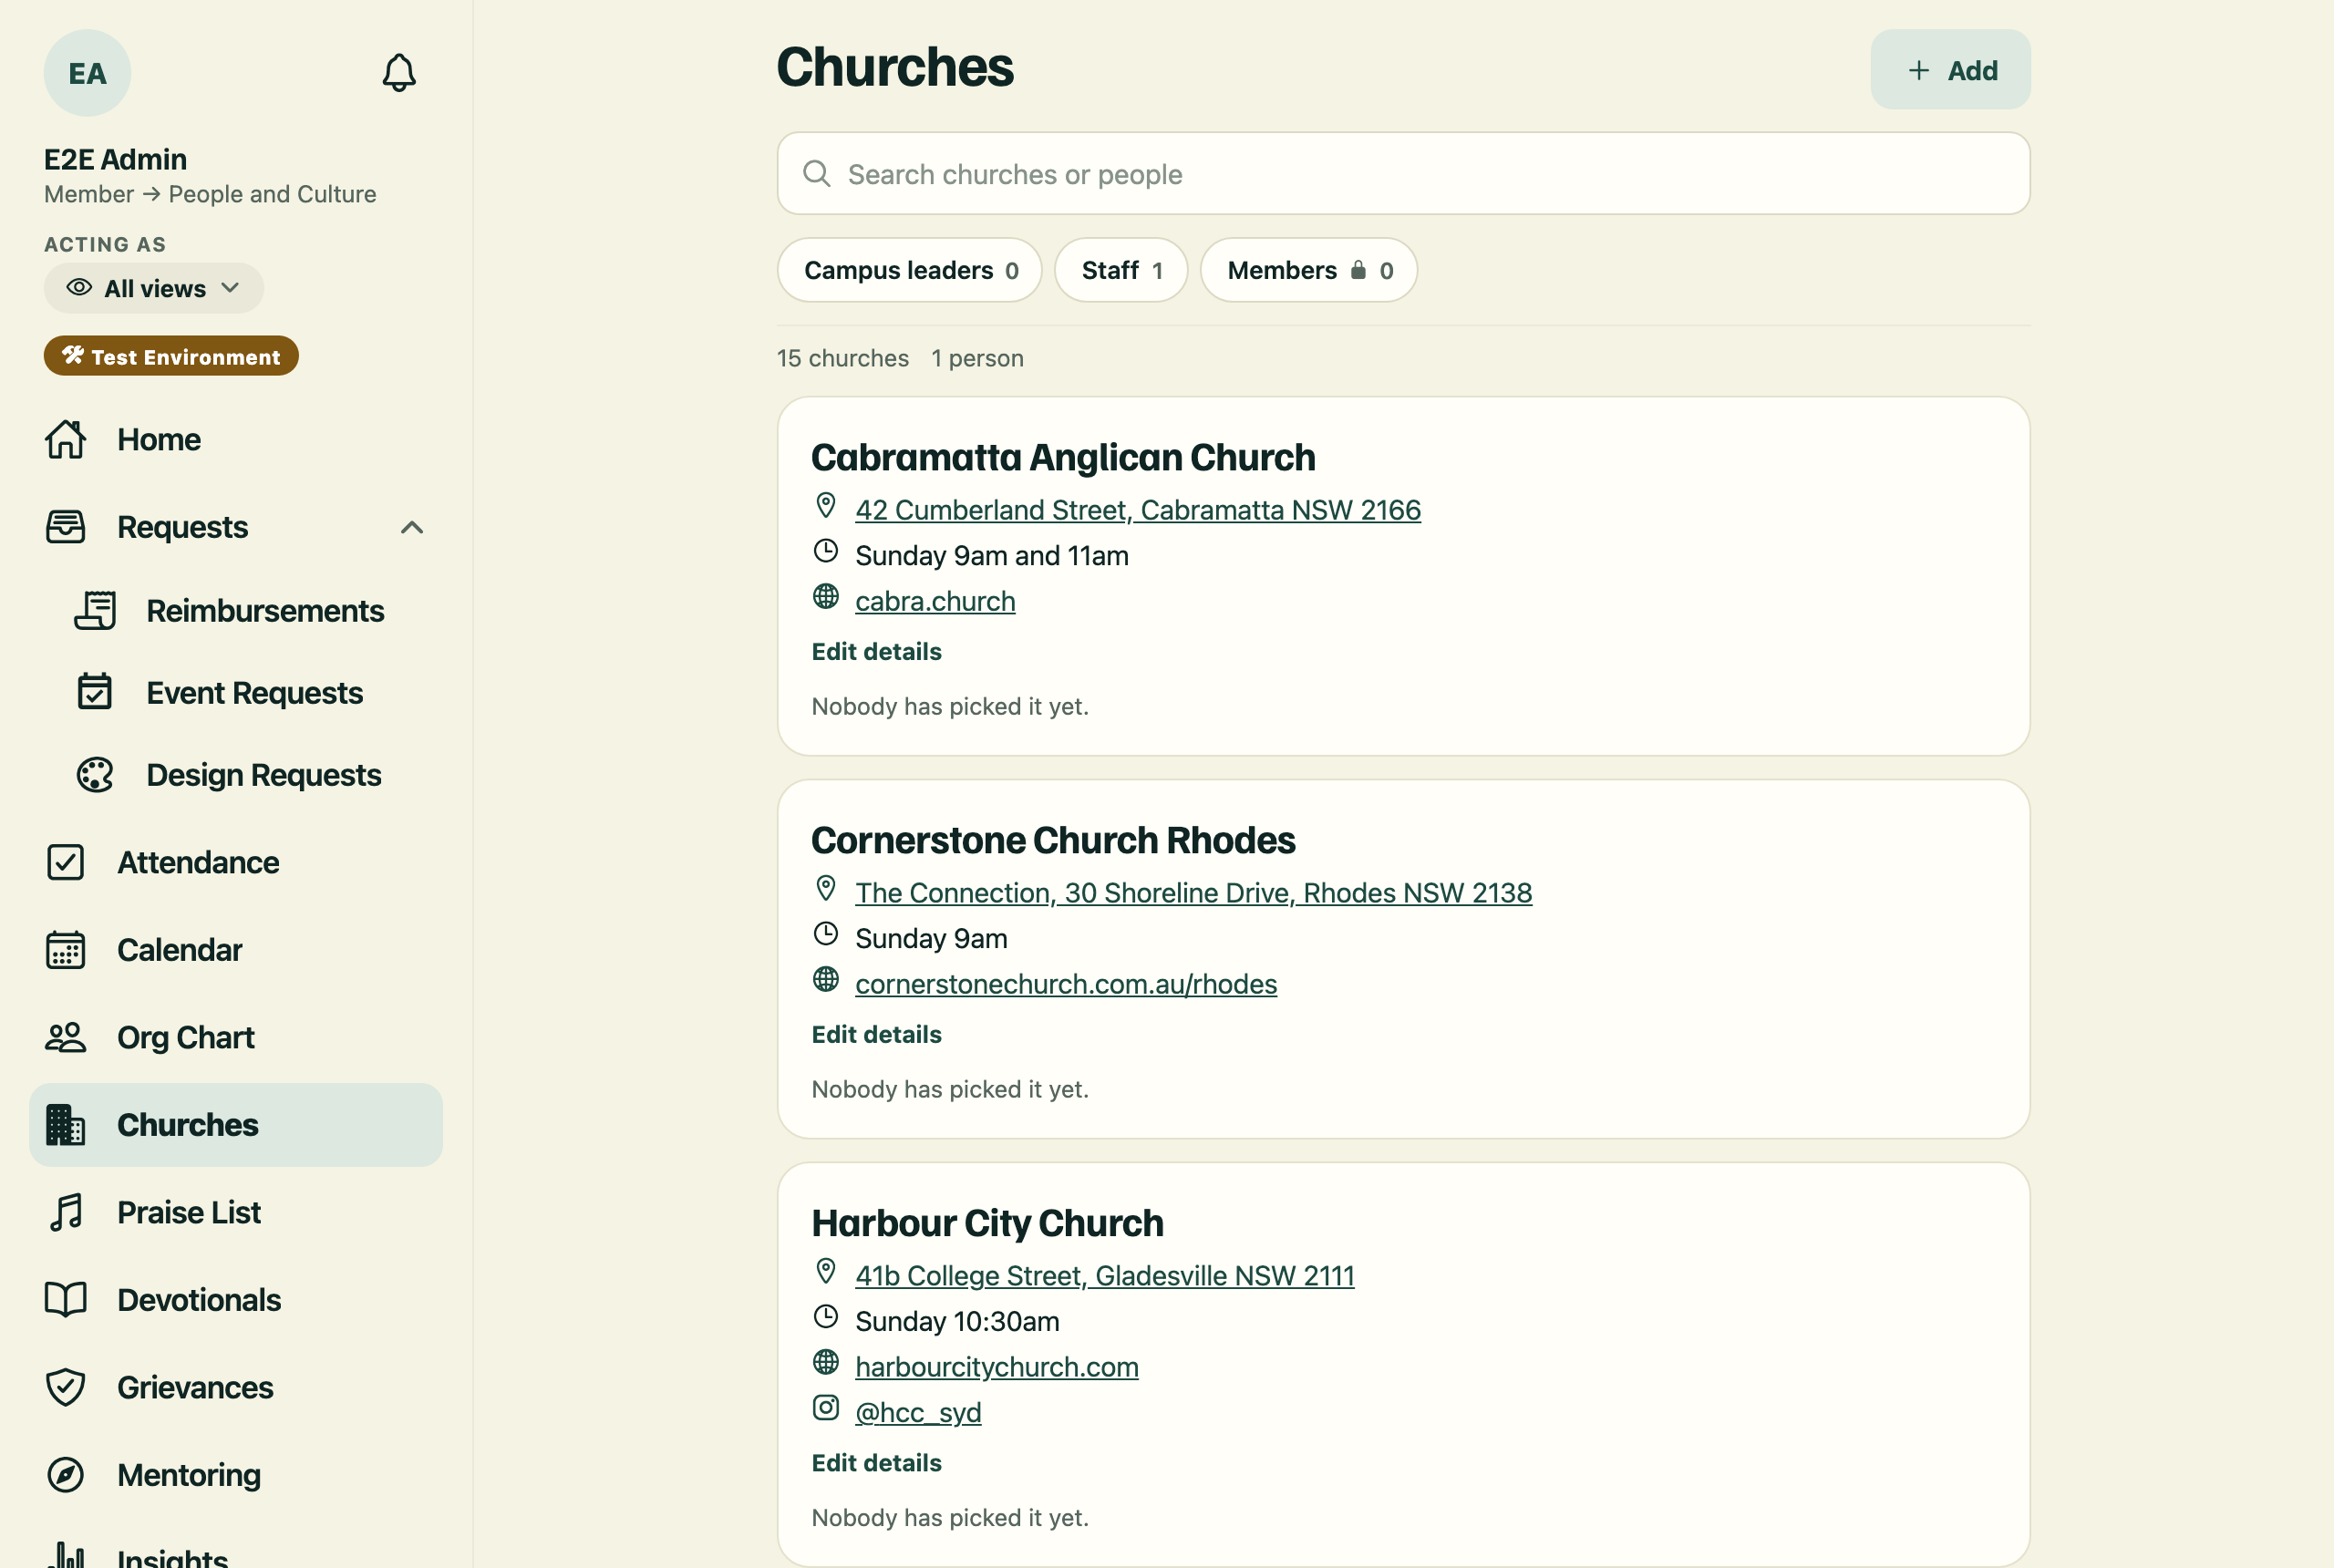 EA
E2E Admin
Member → People and Culture
ACTING AS
All views
Test Environment
Home
Requests
Reimbursements
Event Requests
Design Requests
Attendance
Calendar
Org Chart
Churches
Praise List
Devotionals
Grievances
Mentoring
Insights
Churches
+ Add
Search churches or people
Campus leaders 0
Staff 1
Members 0
15 churches 1 person
Cabramatta Anglican Church
42 Cumberland Street, Cabramatta NSW 2166
Sunday 9am and 11am
cabra.church
Edit details
Nobody has picked it yet.
Cornerstone Church Rhodes
The Connection, 30 Shoreline Drive, Rhodes NSW 2138
Sunday 9am
cornerstonechurch.com.au/rhodes
Edit details
Nobody has picked it yet.
Harbour City Church
41b College Street, Gladesville NSW 2111
Sunday 10:30am
harbourcitychurch.com
@hcc_syd
Edit details
Nobody has picked it yet.